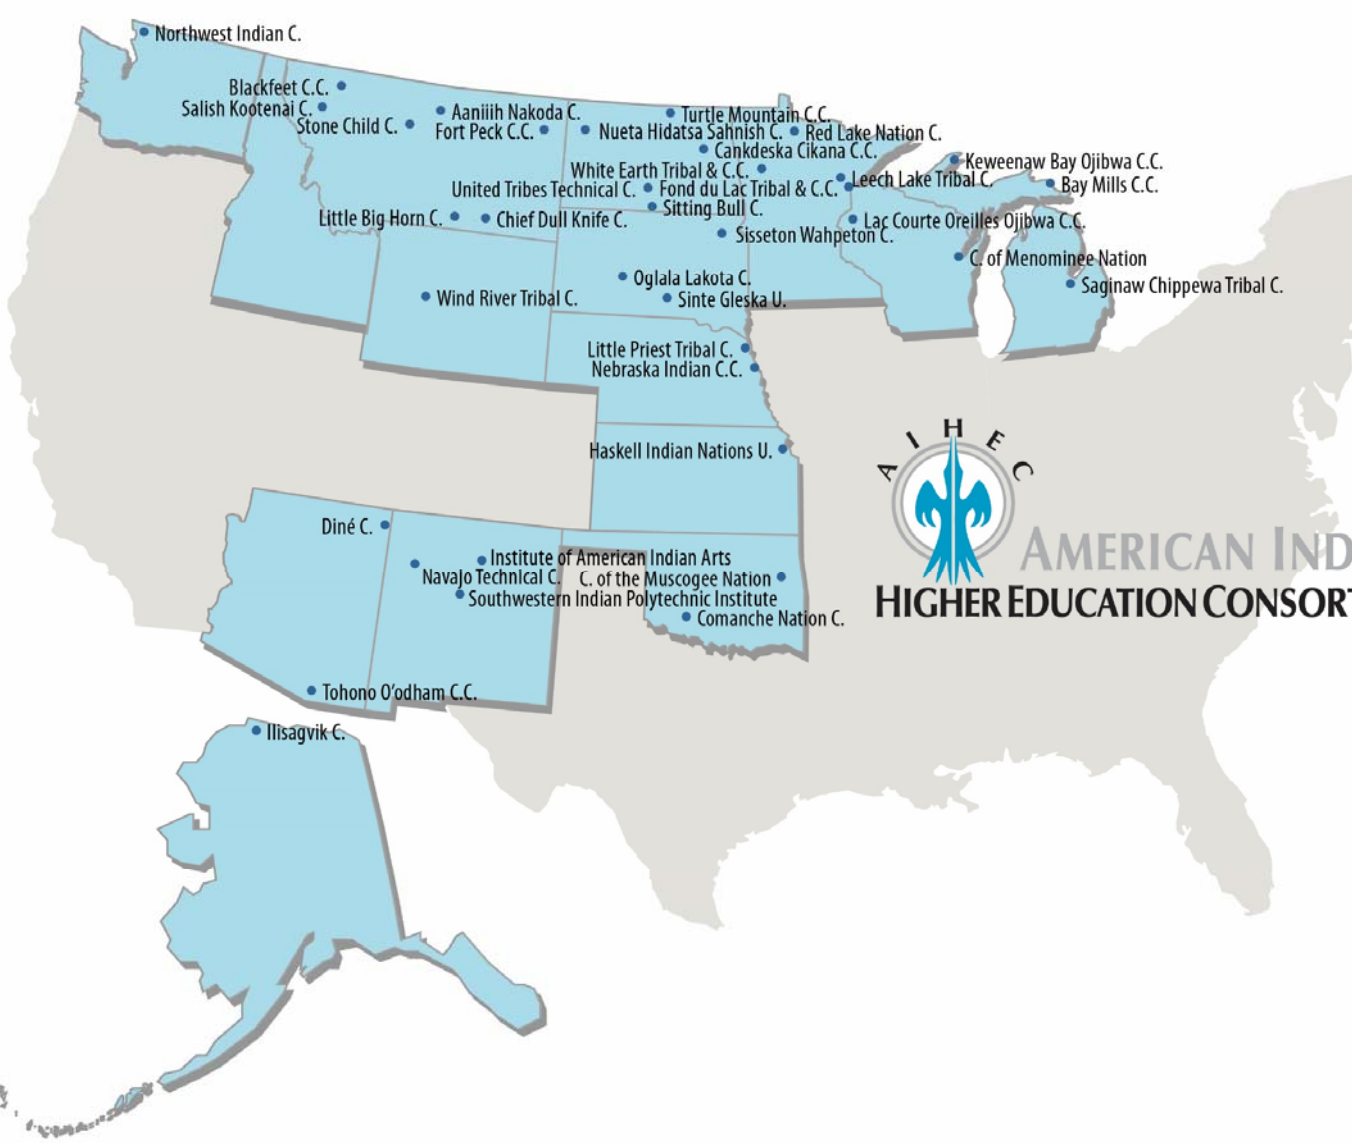 Northwest Indian C.
Blackfeet C.C.
Salish Kootenai C.
Stone Child C.
Aaniiih Nakoda C.
Fort Peck C.C.
Turtle Mountain C.C.
Nueta Hidatsa Sahnish C.
Red Lake Nation C.
Cankdeska Cikana C.C.
White Earth Tribal & C.C.
Leech Lake Tribal C.
United Tribes Technical C.
Fond du Lac Tribal & C.C.
Keweenaw Bay Ojibwa C.C.
Bay Mills C.C.
Sitting Bull C.
Little Big Horn C.
Chief Dull Knife C.
Lac Courte Oreilles Ojibwa C.C.
Sisseton Wahpeton C.
C. of Menominee Nation
Oglala Lakota C.
Saginaw Chippewa Tribal C.
Wind River Tribal C.
Sinte Gleska U.
Little Priest Tribal C.
Nebraska Indian C.C.
Haskell Indian Nations U.
AIHEC
AMERICAN IND
HIGHER EDUCATION CONSORT
Diné C.
Institute of American Indian Arts
Navajo Technical C.
C. of the Muscogee Nation
Southwestern Indian Polytechnic Institute
Comanche Nation C.
Tohono O'odham C.C.
Ilisagvik C.